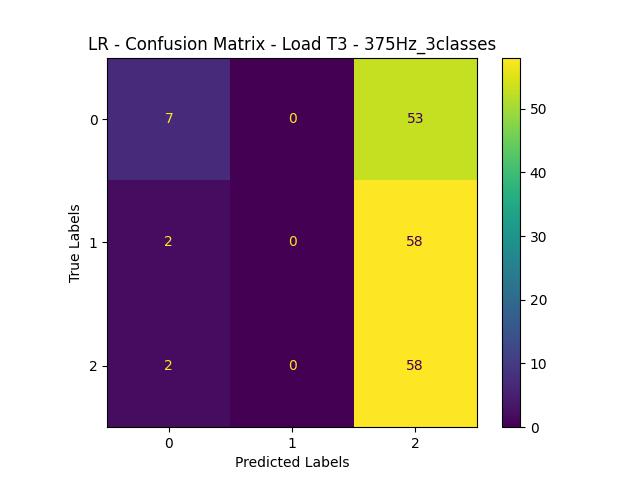 LR - Confusion Matrix - Load T3 - 375Hz_3classes
True Labels
0 7 0 53
1 2 0 58
2 2 0 58
0 1 2
Predicted Labels
50
40
30
20
10
0